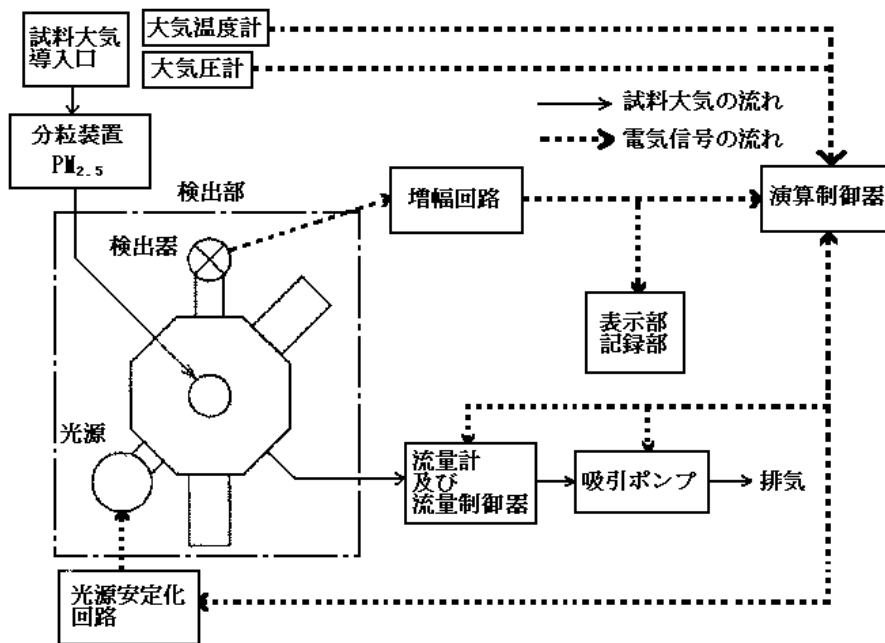 試料大気
導入口
大気温度計
大気圧計
試料大気の流れ
電気信号の流れ
分粒装置
PM2.5
検出部
検出器
増幅回路
演算制御器
表示部
記録部
光源
流量計
及び
流量制御器
吸引ポンプ
排気
光源安定化
回路